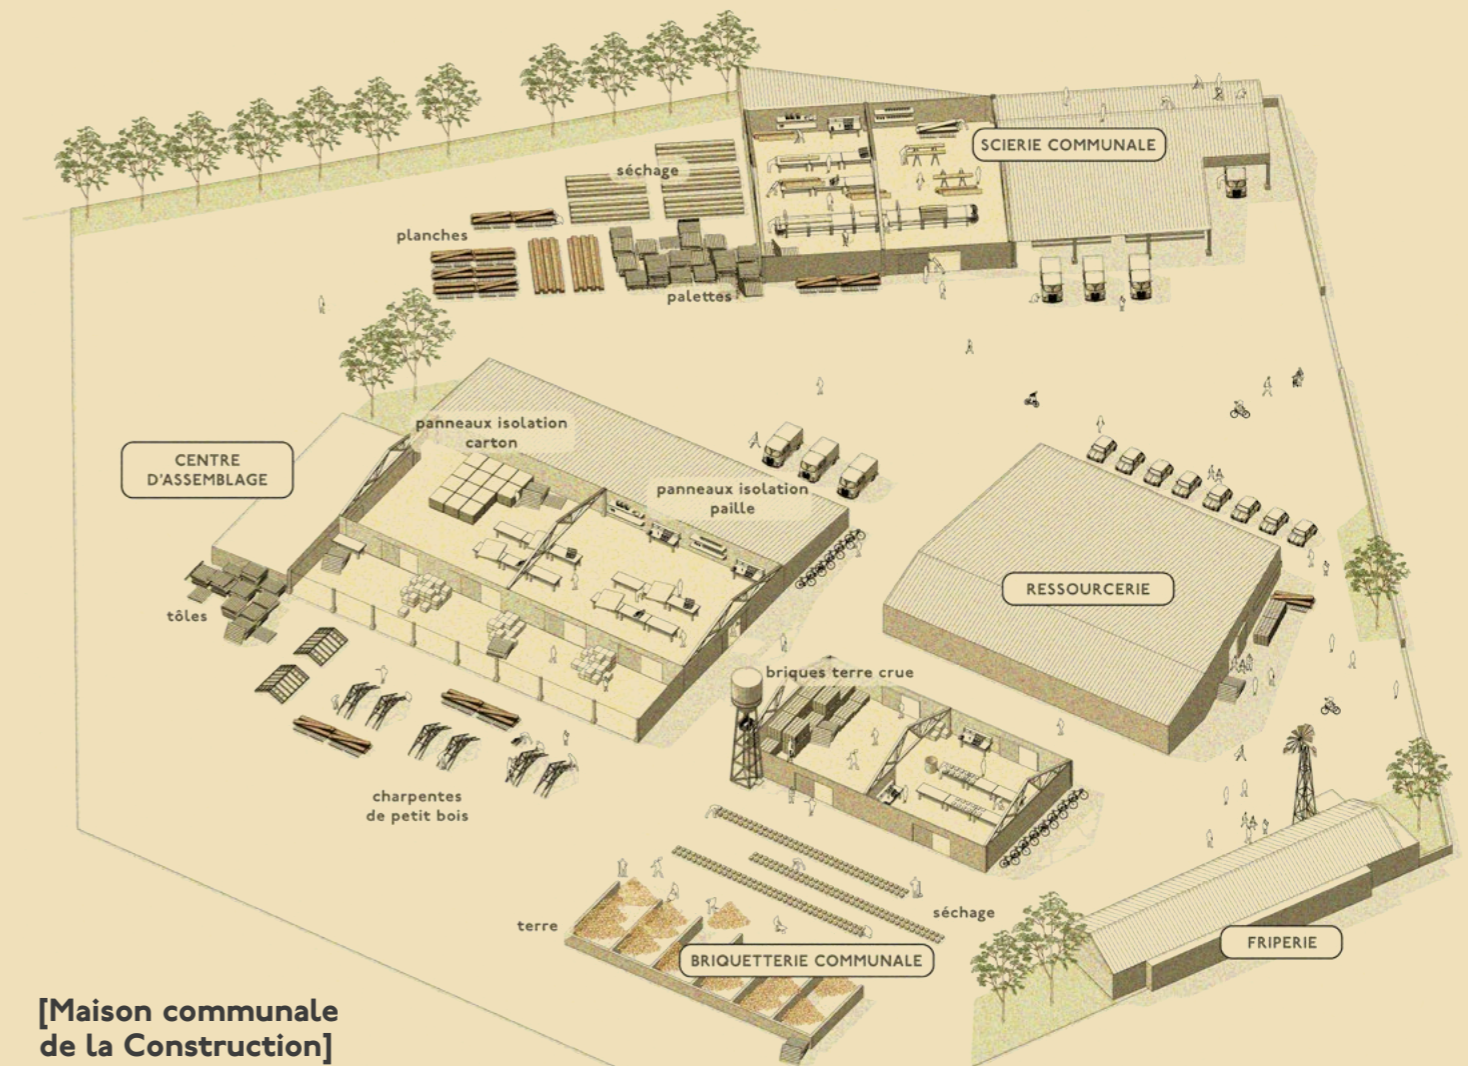 SCIERIE COMMUNALE
séchage
planches
palettes
panneaux isolation
carton
CENTRE
D'ASSEMBLAGE
panneaux isolation
paille
RESSOURCERIE
tôles
briques terre crue
charpentes
de petit bois
séchage
terre
FRIPERIE
BRIQUETTERIE COMMUNALE
[Maison communale
de la Construction]